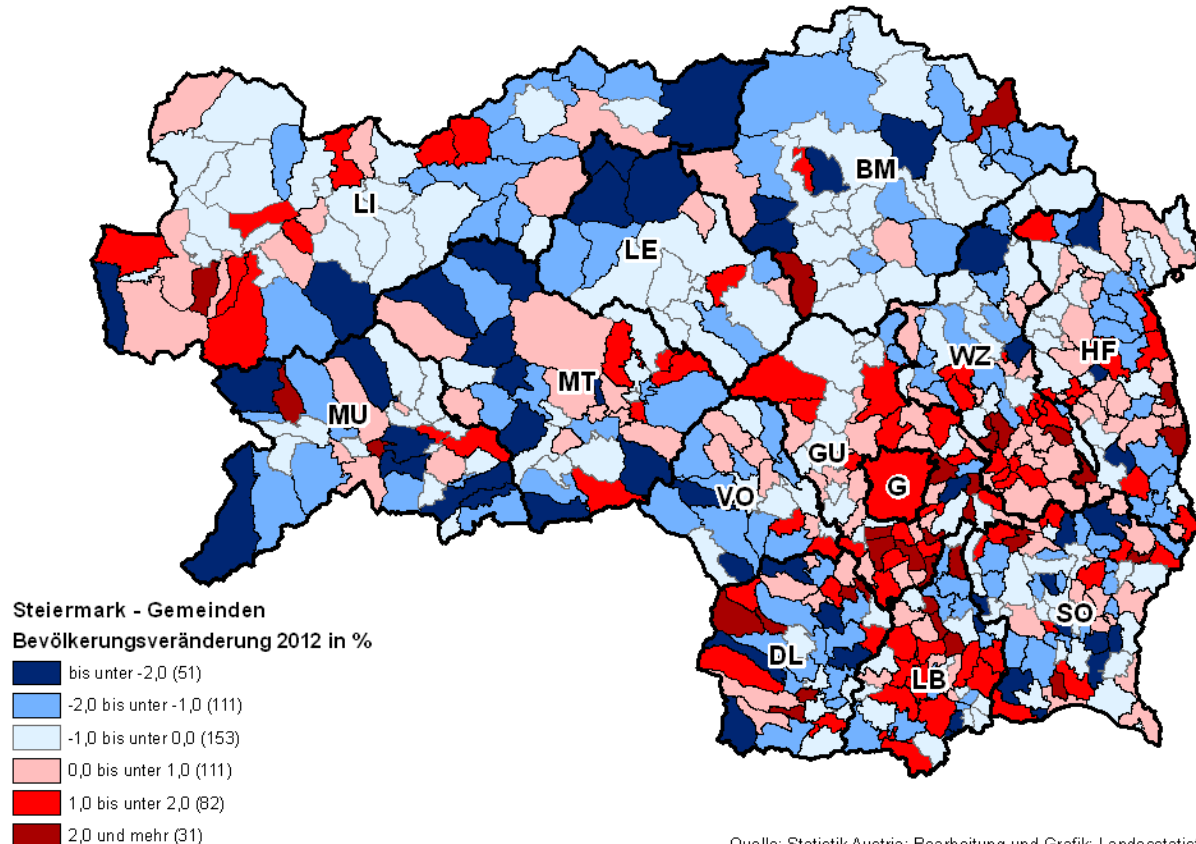 BM
LI
LE
WZ
HF
MT
MU
GU
G
VO
SO
DL
LB
Steiermark - Gemeinden
Bevölkerungsveränderung 2012 in %
bis unter -2,0 (51)
-2,0 bis unter -1,0 (111)
-1,0 bis unter 0,0 (153)
0,0 bis unter 1,0 (111)
1,0 bis unter 2,0 (82)
2,0 und mehr (31)
Quelle: Statistik Austria; Bearbeitung und Grafik: Landesstatist